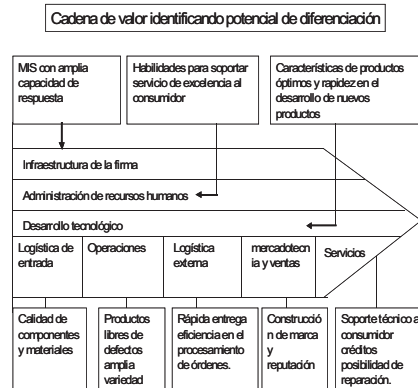 Cadena de valor identificando potencial de diferenciación
MIS con amplia
capacidad de
respuesta
Habilidades para soportar
servicio de excelencia al
consumidor
Características de productos
óptimos y rapidez en el
desarrollo de nuevos
productos
Infraestructura de la firma
Administración de recursos humanos
Desarrollo tecnológico
Logística de
entrada
Operaciones
Logística
externa
mercadotecn
ia y ventas
Servicios
Calidad de
componentes
y materiales
Productos
libres de
defectos
amplia
variedad
Rápida entrega
eficiencia en el
procesamiento
de órdenes.
Construcció
n de marca
y
reputación
Soporte técnico a
consumidor
créditos
posibilidad de
reparación.